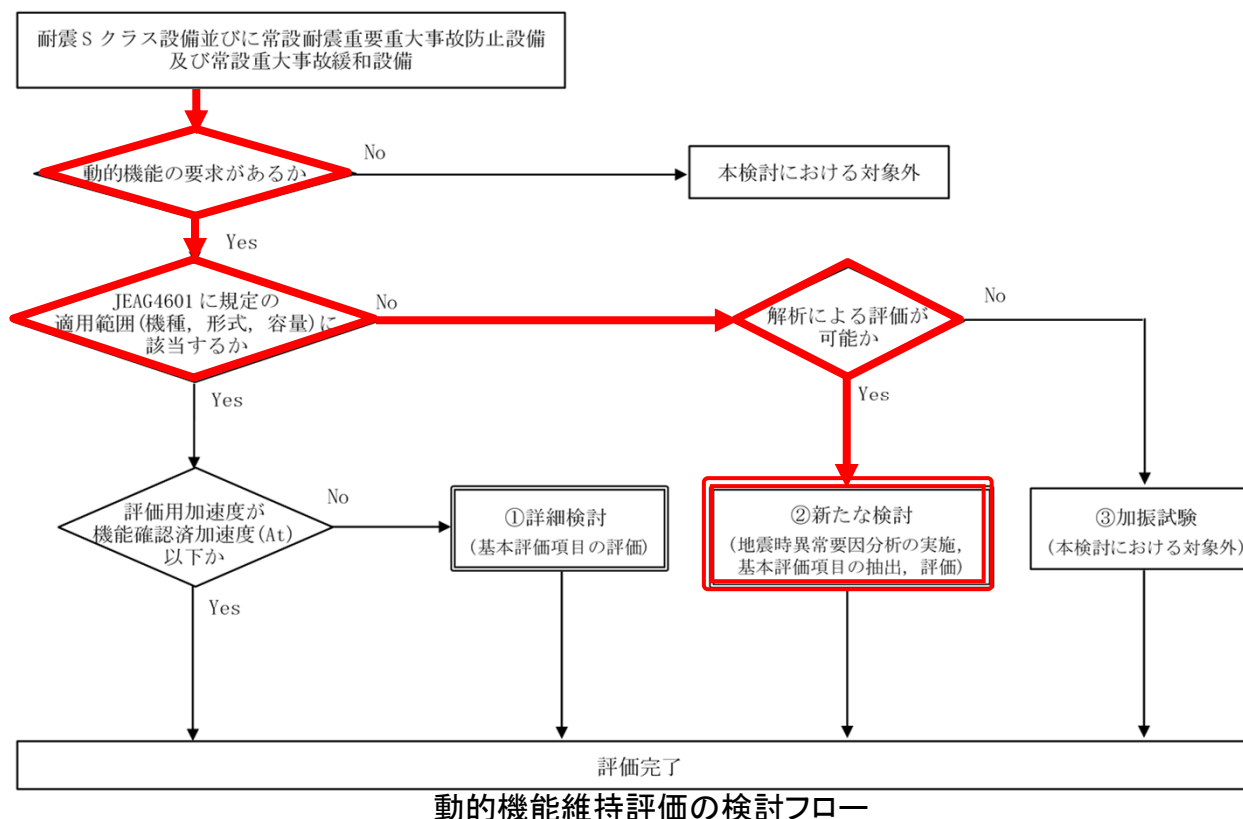 耐震Sクラス設備並びに常設耐震重要重大事故防止設備
及び常設重大事故緩和設備
動的機能の要求があるか
No
本検討における対象外
Yes
JEAG4601に規定の
適用範囲(機種，形式，容量)に
該当するか
No
解析による評価が
可能か
No
Yes
Yes
評価用加速度が
機能確認済加速度(At)
以下か
No
①詳細検討
(基本評価項目の評価)
②新たな検討
(地震時異常要因分析の実施，
基本評価項目の抽出，評価)
③加振試験
(本検討における対象外)
Yes
評価完了
動的機能維持評価の検討フロー